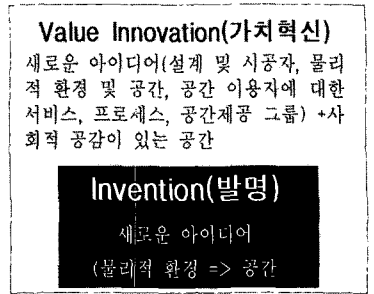 Value Innovation(가치혁신)
새로운 아이디어(설계 및 시공자, 물리
적 환경 및 공간, 공간 이용자에 대한
서비스, 프로세스, 공간제공 그룹) +사
회적 공감이 있는 공간
Invention(발명)
새로운 아이디어
(물리적 환경 => 공간